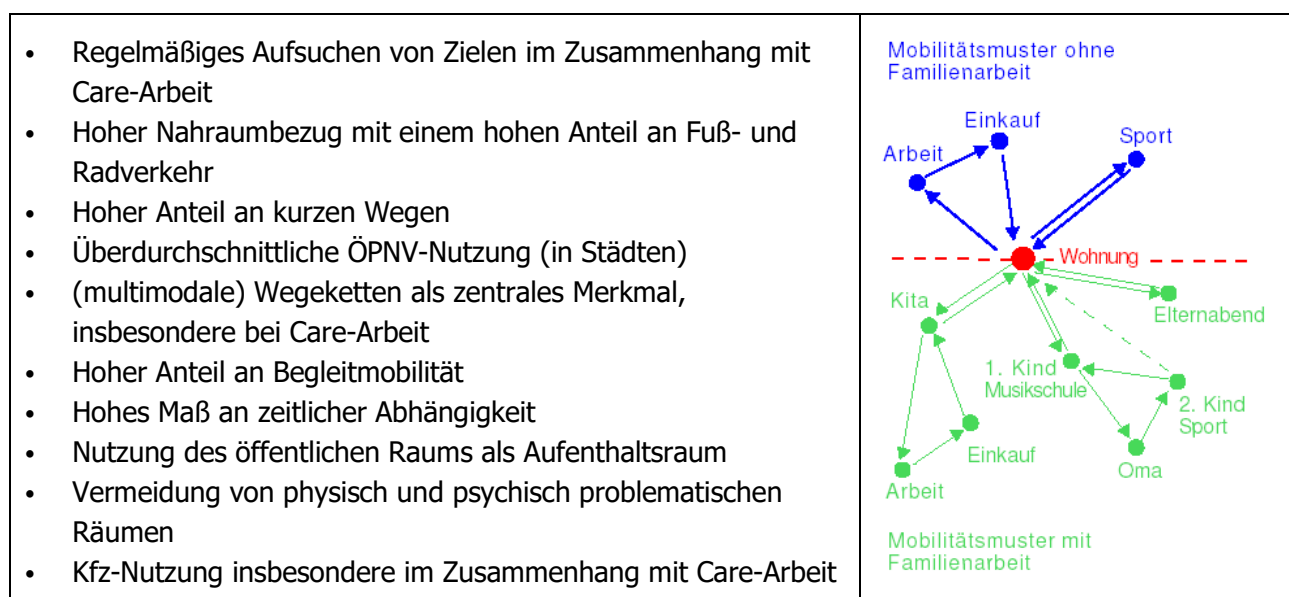 • Regelmäßiges Aufsuchen von Zielen im Zusammenhang mit
Care-Arbeit
• Hoher Nahraumbezug mit einem hohen Anteil an Fuß- und
Radverkehr
• Hoher Anteil an kurzen Wegen
• Überdurchschnittliche ÖPNV-Nutzung (in Städten)
• (multimodale) Wegeketten als zentrales Merkmal,
insbesondere bei Care-Arbeit
• Hoher Anteil an Begleitmobilität
• Hohes Maß an zeitlicher Abhängigkeit
• Nutzung des öffentlichen Raums als Aufenthaltsraum
• Vermeidung von physisch und psychisch problematischen
Räumen
• Kfz-Nutzung insbesondere im Zusammenhang mit Care-Arbeit
Mobilitätsmuster ohne
Familienarbeit
Einkauf
Sport
Arbeit
Wohnung
Kita
Elternabend
1. Kind
Musikschule
2. Kind
Sport
Einkauf
Oma
Arbeit
Mobilitätsmuster mit
Familienarbeit